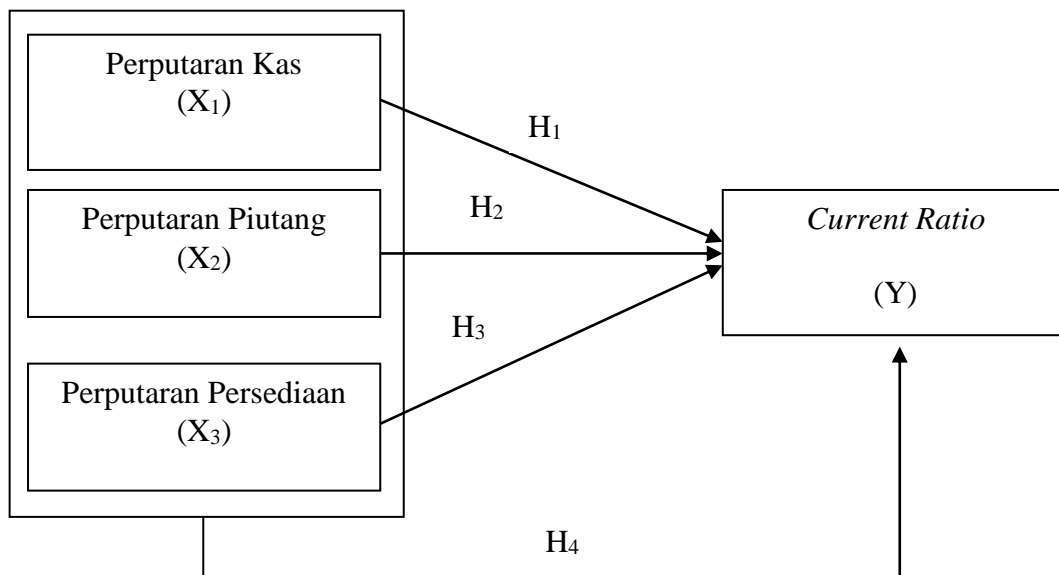 Perputaran Kas
(X₁)
H₁
Perputaran Piutang
(X₂)
H₂
Current Ratio
(Y)
H₃
Perputaran Persediaan
(X₃)
H₄